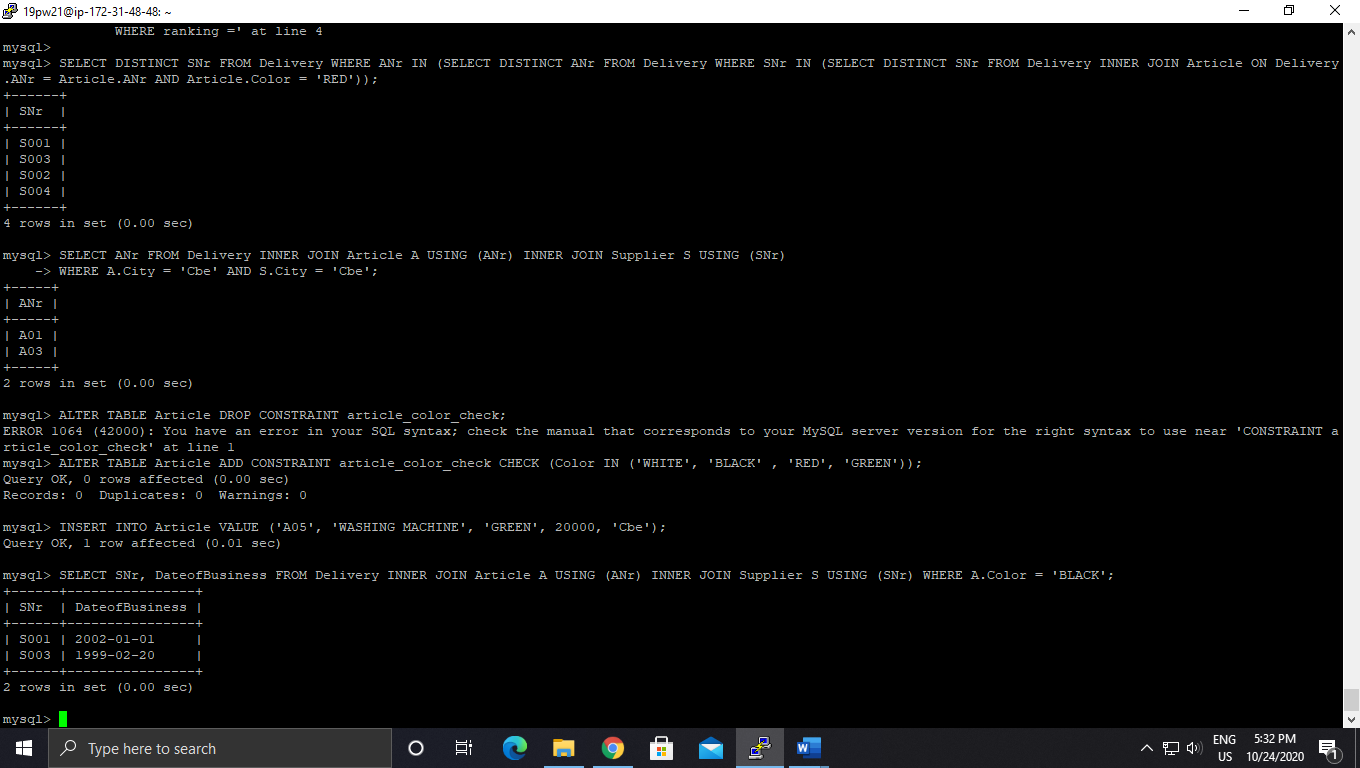 19pw21@ip-172-31-48-48: ~
WHERE ranking =' at line 4
mysql>
mysql> SELECT DISTINCT SNr FROM Delivery WHERE ANr IN (SELECT DISTINCT ANr FROM Delivery WHERE SNr IN (SELECT DISTINCT SNr FROM Delivery INNER JOIN Article ON Delivery
.ANr = Article.ANr AND Article.Color = 'RED'));
+------+
| SNr  |
+------+
| S001 |
| S003 |
| S002 |
| S004 |
+------+
4 rows in set (0.00 sec)
mysql> SELECT ANr FROM Delivery INNER JOIN Article A USING (ANr) INNER JOIN Supplier S USING (SNr)
    -> WHERE A.City = 'Cbe' AND S.City = 'Cbe';
+-----+
| ANr |
+-----+
| A01 |
| A03 |
+-----+
2 rows in set (0.00 sec)
mysql> ALTER TABLE Article DROP CONSTRAINT article_color_check;
ERROR 1064 (42000): You have an error in your SQL syntax; check the manual that corresponds to your MySQL server version for the right syntax to use near 'CONSTRAINT a
rticle_color_check' at line 1
mysql> ALTER TABLE Article ADD CONSTRAINT article_color_check CHECK (Color IN ('WHITE', 'BLACK' , 'RED', 'GREEN'));
Query OK, 0 rows affected (0.00 sec)
Records: 0  Duplicates: 0  Warnings: 0
mysql> INSERT INTO Article VALUE ('A05', 'WASHING MACHINE', 'GREEN', 20000, 'Cbe');
Query OK, 1 row affected (0.01 sec)
mysql> SELECT SNr, DateofBusiness FROM Delivery INNER JOIN Article A USING (ANr) INNER JOIN Supplier S USING (SNr) WHERE A.Color = 'BLACK';
+------+----------------+
| SNr  | DateofBusiness |
+------+----------------+
| S001 | 2002-01-01     |
| S003 | 1999-02-20     |
+------+----------------+
2 rows in set (0.00 sec)
mysql>
Type here to search
ENG
US
5:32 PM
10/24/2020
1